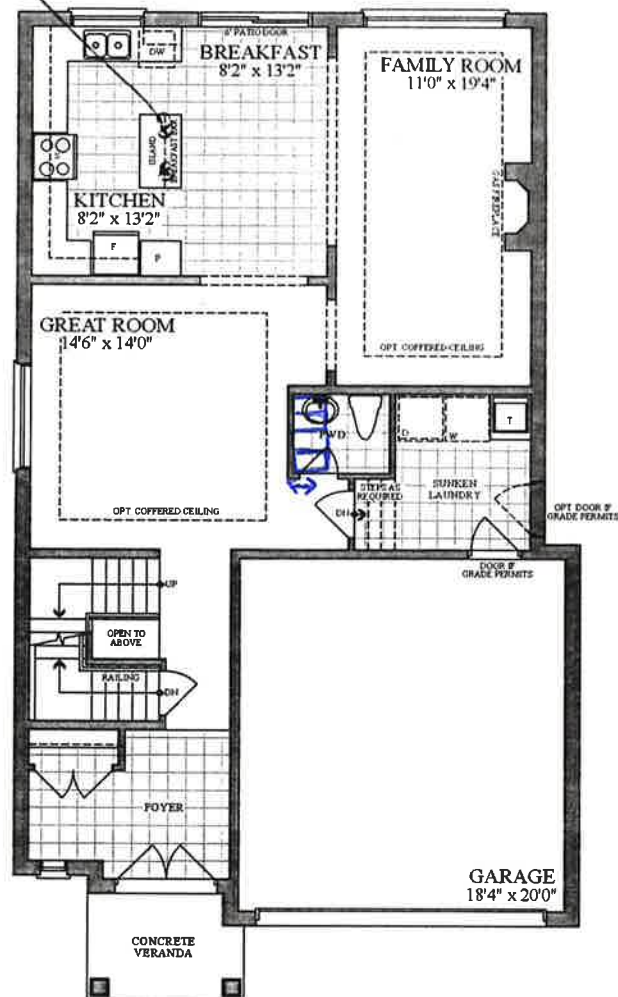 6' PATIO DOOR
DW
BREAKFAST
8'2" x 13'2"
FAMILY ROOM
11'0" x 19'4"
ISLAND
BREAKFAST BAR
GAS FIREPLACE
KITCHEN
8'2" x 13'2"
F
P
GREAT ROOM
14'6" x 14'0"
OPT COFFERED CEILING
PWD
D
W
T
STEPS AS
REQUIRED
SUNKEN
LAUNDRY
DN
OPT DOOR IF
GRADE PERMITS
OPT COFFERED CEILING
DOOR IF
GRADE PERMITS
UP
OPEN TO
ABOVE
RAILING
DN
FOYER
GARAGE
18'4" x 20'0"
CONCRETE
VERANDA